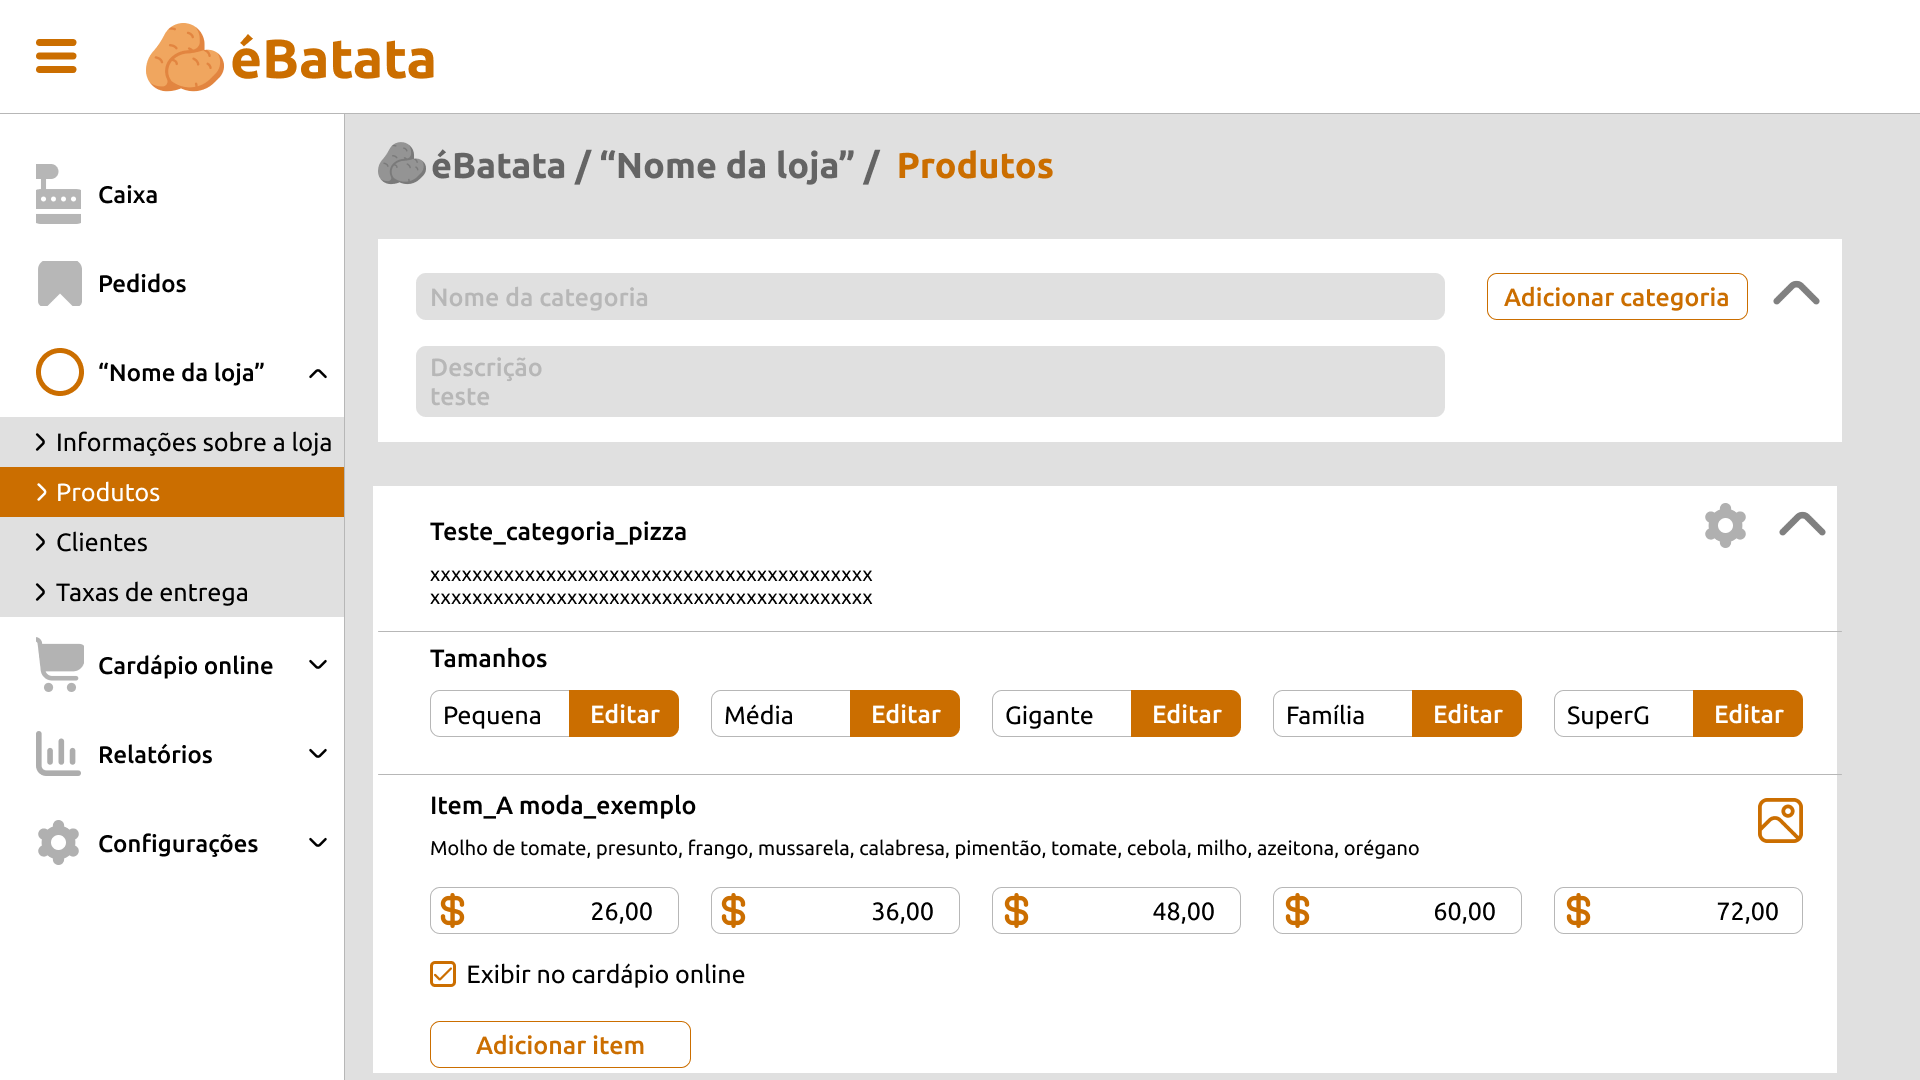 éBatata
Caixa
Pedidos
“Nome da loja”
Informações sobre a loja
Produtos
Clientes
Taxas de entrega
Cardápio online
Relatórios
Configurações
éBatata / “Nome da loja” / Produtos
Nome da categoria
Adicionar categoria
Descrição
teste
Teste_categoria_pizza
xxxxxxxxxxxxxxxxxxxxxxxxxxxxxxxxxxxxxxxxxx
xxxxxxxxxxxxxxxxxxxxxxxxxxxxxxxxxxxxxxxxxx
Tamanhos
Pequena Editar Média Editar Gigante Editar Família Editar SuperG Editar
Item_A moda_exemplo
Molho de tomate, presunto, frango, mussarela, calabresa, pimentão, tomate, cebola, milho, azeitona, orégano
$ 26,00 $ 36,00 $ 48,00 $ 60,00 $ 72,00
Exibir no cardápio online
Adicionar item